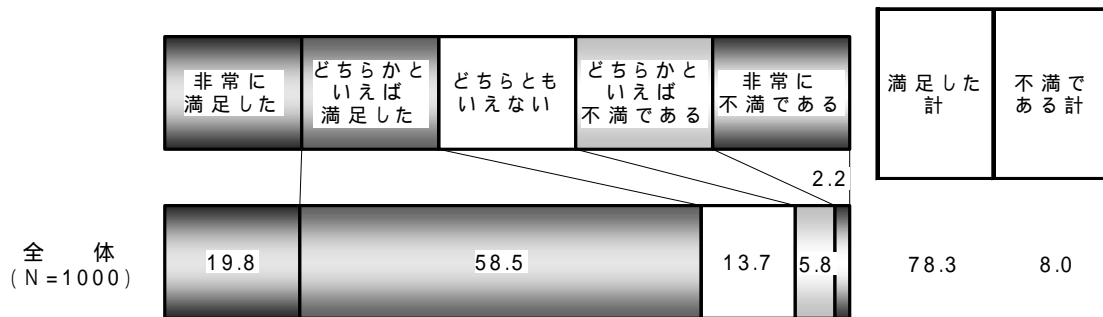 非常に
満足した
どちらかと
いえば
満足した
どちらとも
いえない
どちらかと
いえば
不満である
非常に
不満である
満足した
計
不満で
ある計
2.2
全 体
(N=1000)
19.8
58.5
13.7
5.8
78.3
8.0